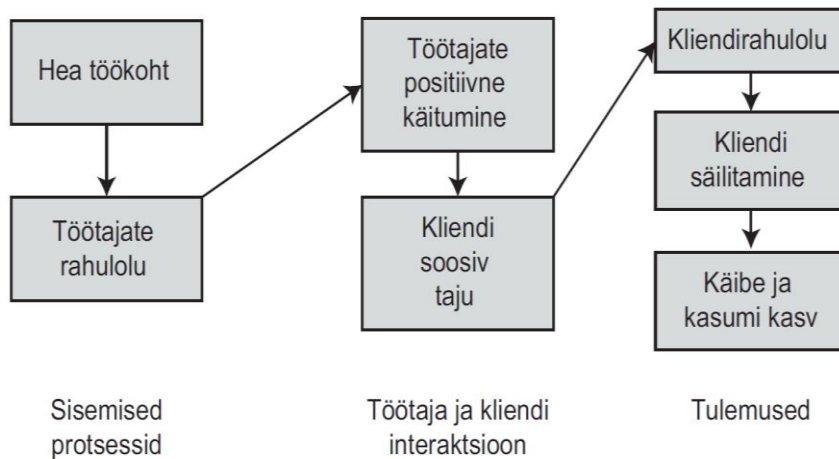 Hea töökoht
Töötajate
rahulolu
Töötajate
positiivne
käitumine
Kliendi
soosiv
taju
Kliendirahulolu
Kliendi
säilitamine
Käibe ja
kasumi kasv
Sisemised
protsessid
Töötaja ja kliendi
interaktsioon
Tulemused